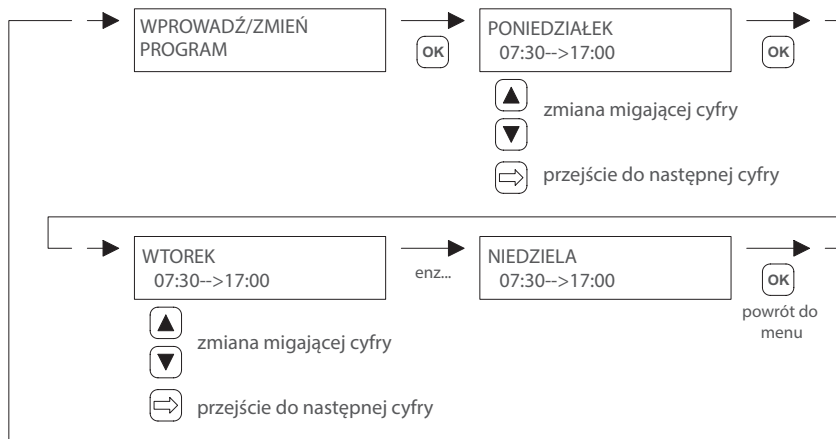 WPROWADŹ/ZMIEŃ
PROGRAM
OK
PONIEDZIAŁEK
07:30-->17:00
OK
zmiana migającej cyfry
przejście do następnej cyfry
WTOREK
07:30-->17:00
enz...
NIEDZIELA
07:30-->17:00
OK
powrót do
menu
zmiana migającej cyfry
przejście do następnej cyfry